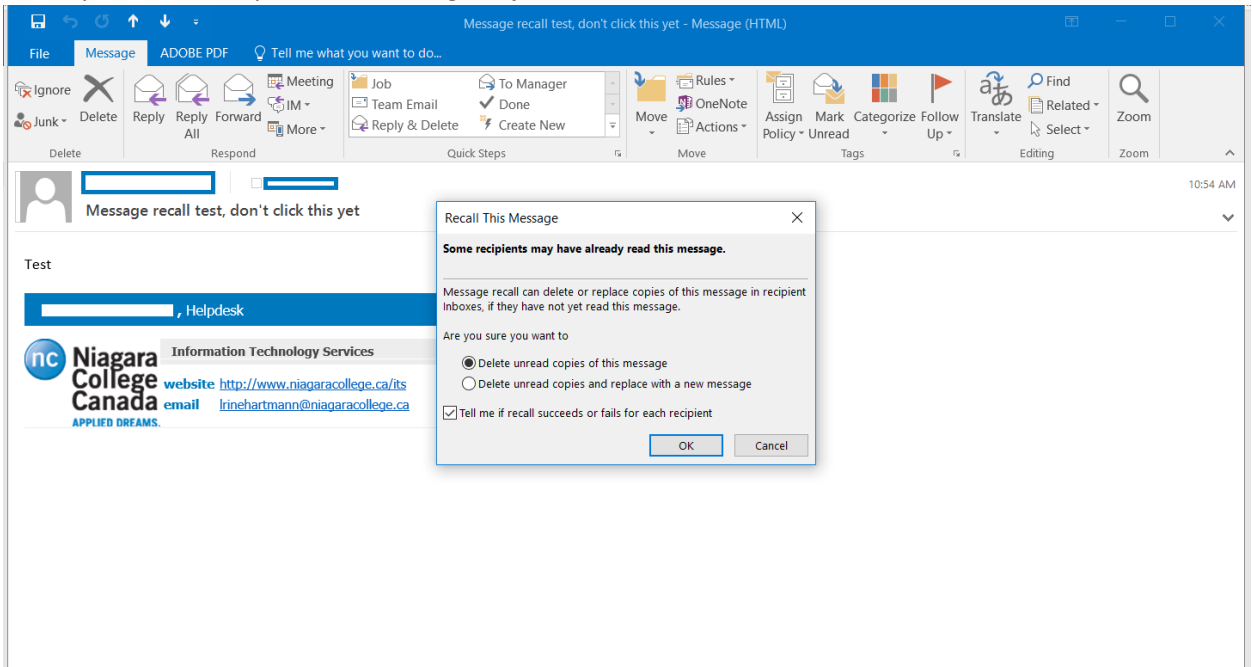 Message recall test, don't click this yet - Message (HTML)
File Message ADOBE PDF Tell me what you want to do...
Ignore
Junk
Delete
Reply
Reply All
Forward
Meeting
IM
More
Job
Team Email
Reply & Delete
To Manager
Done
Create New
Move
Rules
OneNote
Actions
Assign Policy
Mark Unread
Categorize
Follow Up
Translate
Find
Related
Select
Zoom
Delete Respond Quick Steps Move Tags Editing Zoom
10:54 AM
Message recall test, don't click this yet
Test
, Helpdesk
nc Niagara College Canada
APPLIED DREAMS.
Information Technology Services
website http://www.niagaracollege.ca/its
email lrinehartmann@niagaracollege.ca
Recall This Message
Some recipients may have already read this message.
Message recall can delete or replace copies of this message in recipient
Inboxes, if they have not yet read this message.
Are you sure you want to
Delete unread copies of this message
Delete unread copies and replace with a new message
Tell me if recall succeeds or fails for each recipient
OK Cancel